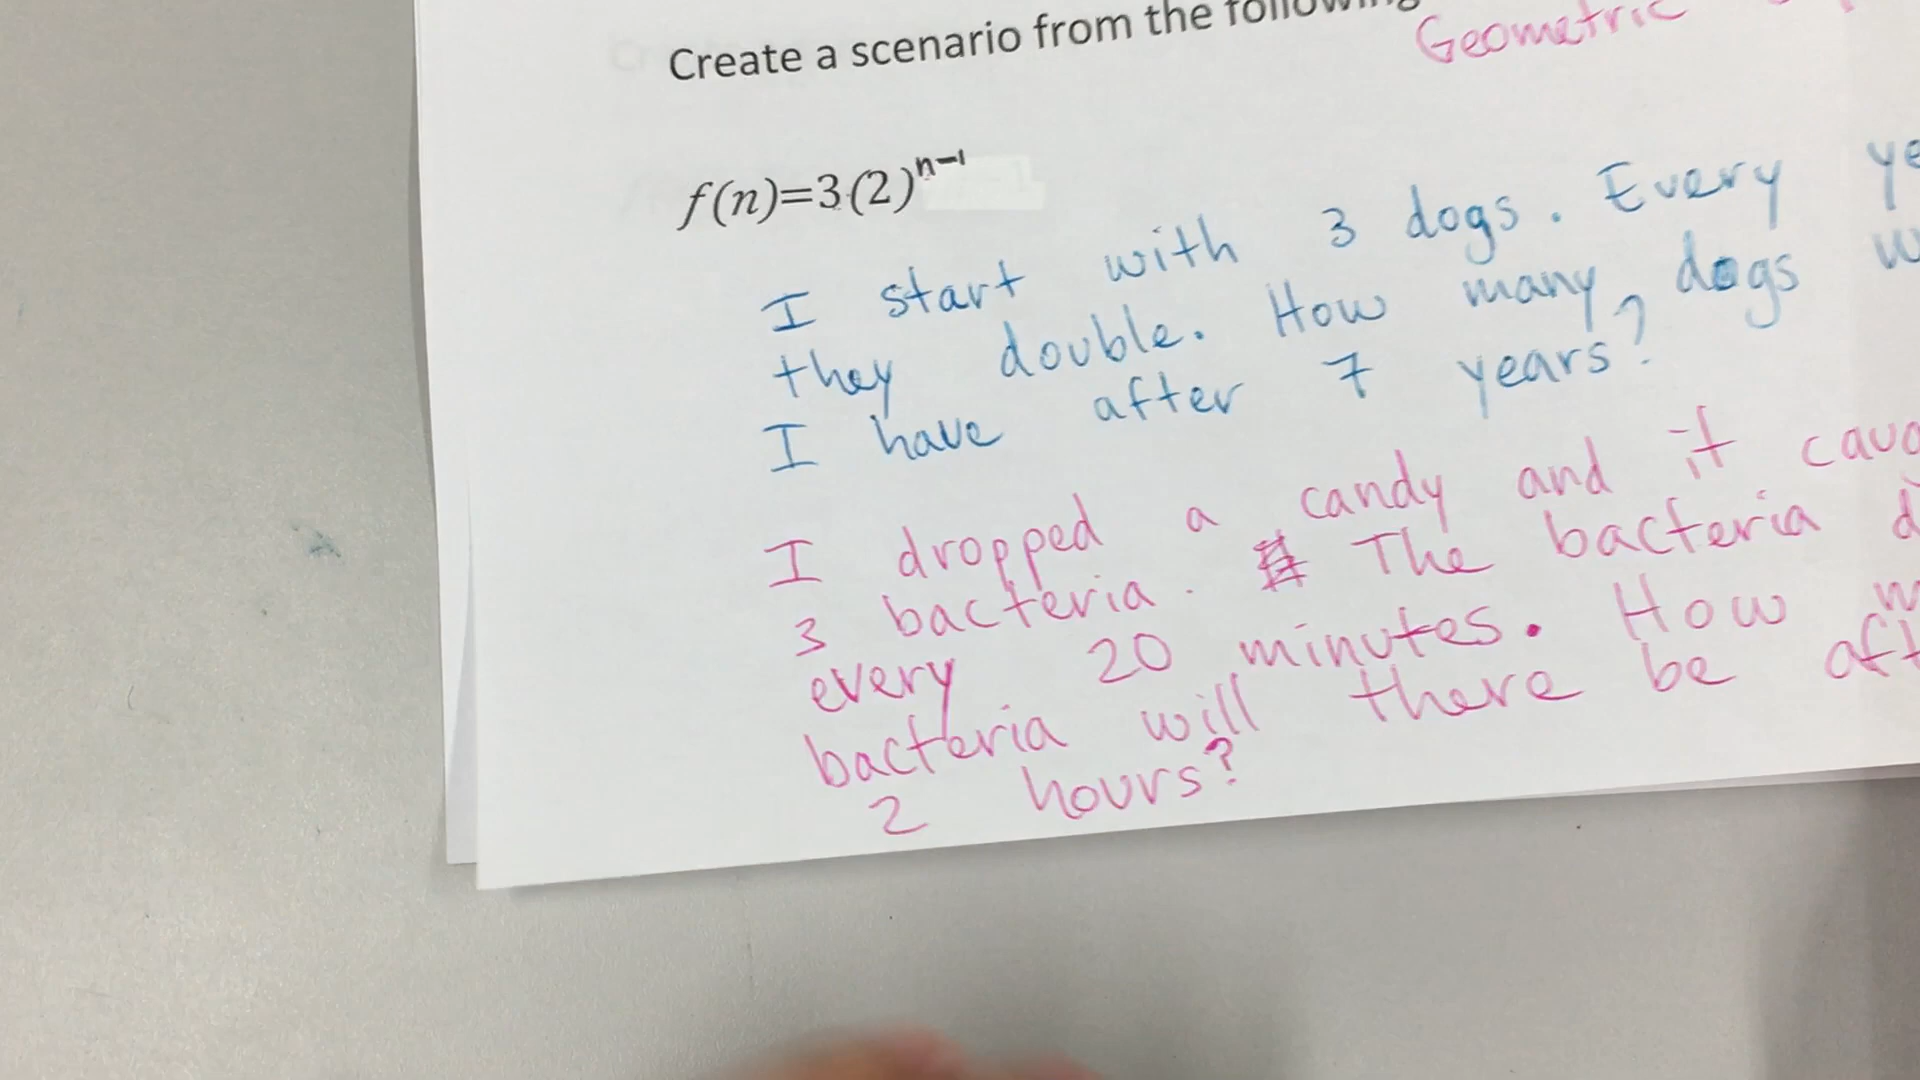 Create a scenario from the following
Geometric
f(n)=3(2)^{n-1}
I start with 3 dogs. Every
they double. How many dogs
I have after 7 years?
I dropped a candy and it
3 bacteria. The bacteria
every 20 minutes. How
bacteria will there be
2 hours?